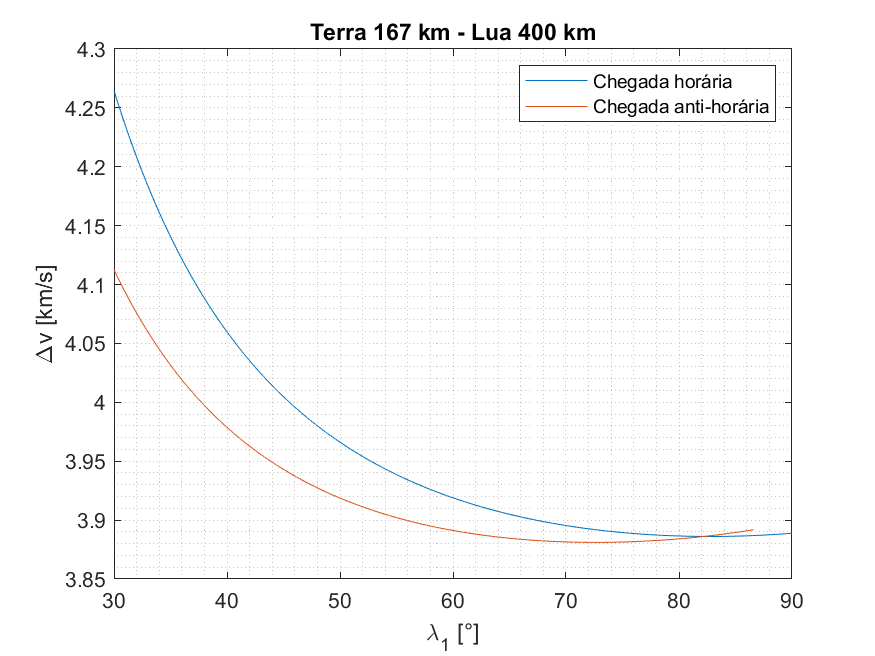 Terra 167 km - Lua 400 km
Chegada horária
Chegada anti-horária
4.3
4.25
4.2
4.15
4.1
4.05
4
3.95
3.9
3.85
Δv [km/s]
30 40 50 60 70 80 90
λ₁ [°]